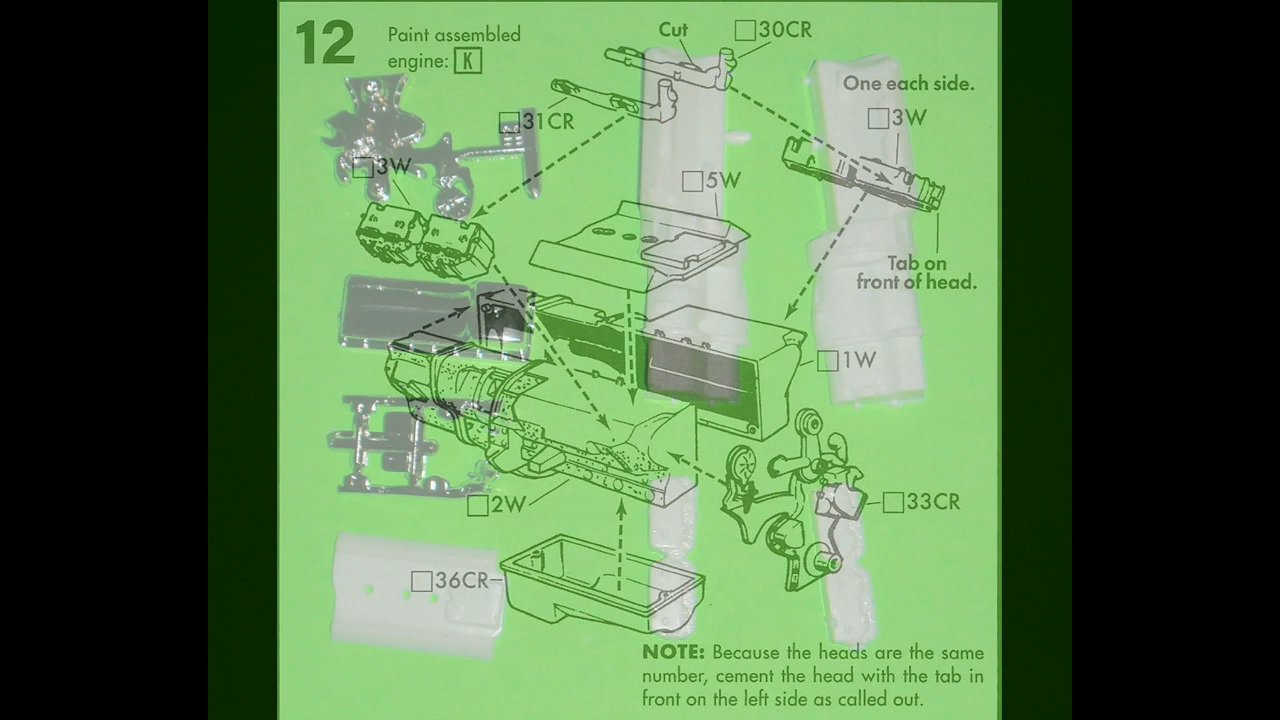 12
Paint assembled
engine: K
Cut
30CR
One each side.
31CR
3W
3W
5W
Tab on
front of head.
1W
2W
33CR
36CR
NOTE: Because the heads are the same
number, cement the head with the tab in
front on the left side as called out.